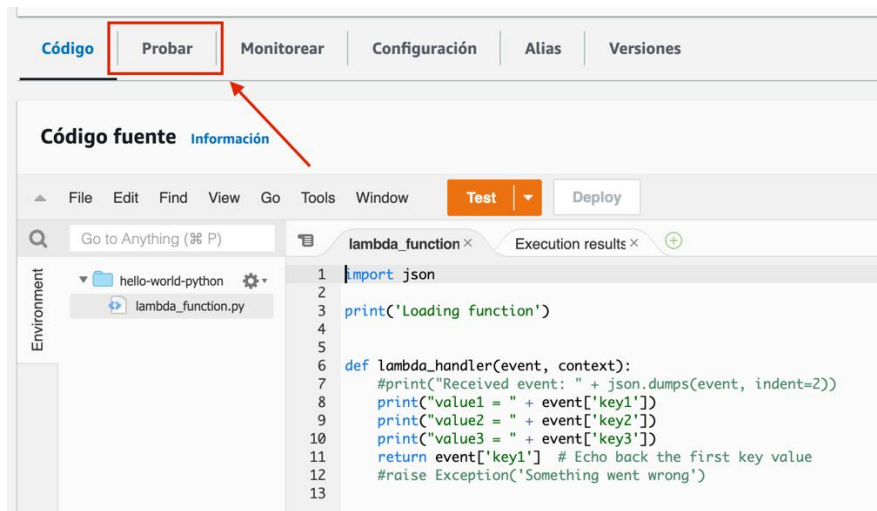 Código Probar Monitorear Configuración Alias Versiones
Código fuente Información
File Edit Find View Go Tools Window Test Deploy
Go to Anything (⌘ P) lambda_function × Execution results ×
Environment
hello-world-python
lambda_function.py
1 import json
2
3 print('Loading function')
4
5
6 def lambda_handler(event, context):
7     #print("Received event: " + json.dumps(event, indent=2))
8     print("value1 = " + event['key1'])
9     print("value2 = " + event['key2'])
10     print("value3 = " + event['key3'])
11     return event['key1']  # Echo back the first key value
12     #raise Exception('Something went wrong')
13